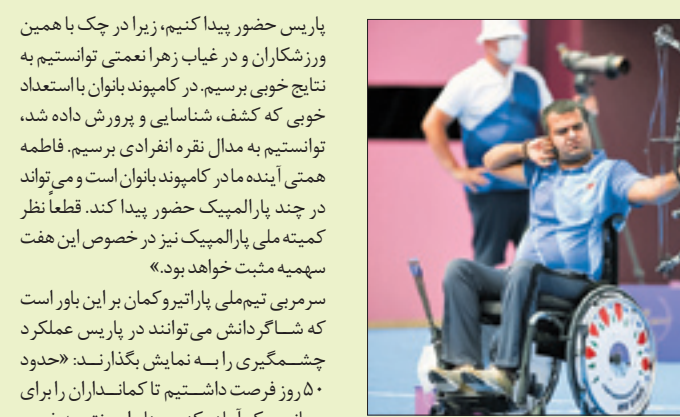 پاریس حضور پیدا کنیم، زیرا در چک با همین
ورزشکاران و در غیاب زهرا نعمتی توانستیم به
نتایج خوبی برسیم. در کامپوند بانوان با استعداد
خوبی که کشف، شناسایی و پرورش داده شد،
توانستیم به مدال نقره انفرادی برسیم. فاطمه
همتی آینده ما در کامپوند بانوان است و می‌تواند
در چند پارالمپیک حضور پیدا کند. قطعاً نظر
کمیته ملی پارالمپیک نیز در خصوص این هفت
سهمیه مثبت خواهد بود.»
سرمربی تیم‌ملی پاراتیروکمان بر این باور است
که شاگردانش می‌توانند در پاریس عملکرد
چشمگیری را به نمایش بگذارند: «حدود
۵۰ روز فرصت داشتیم تا کمانداران را برای